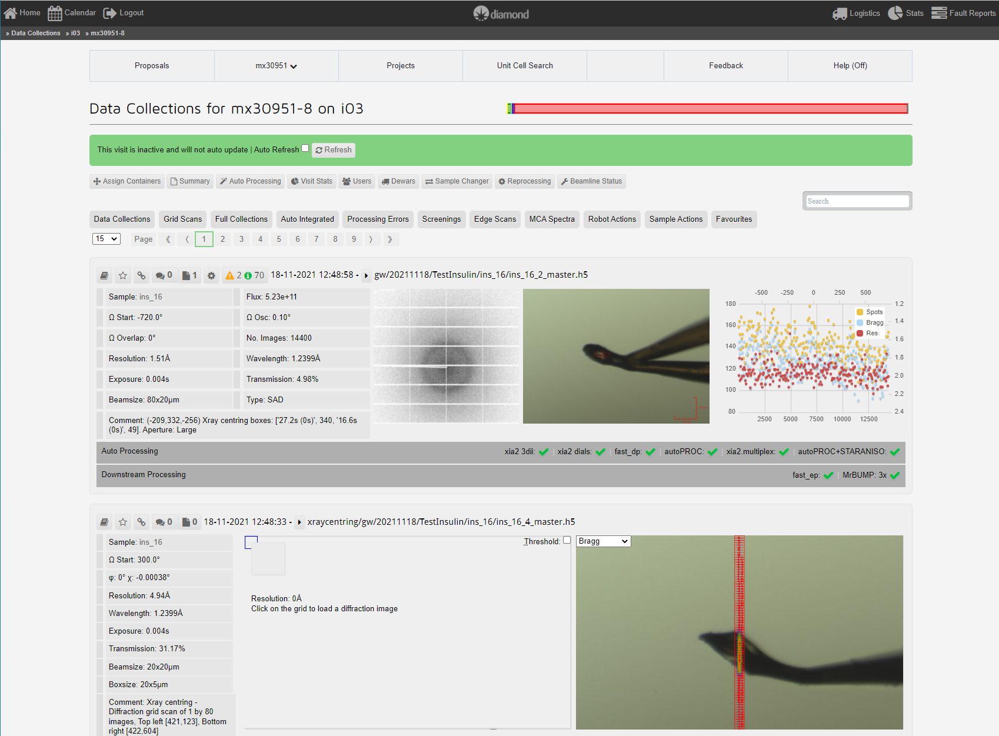 Home Calendar Logout diamond Logistics Stats Fault Reports
» Data Collections » i03 » mx30951-8
Proposals mx30951 Projects Unit Cell Search Feedback Help (Off)
Data Collections for mx30951-8 on i03
This visit is inactive and will not auto update | Auto Refresh Refresh
Assign Containers Summary Auto Processing Visit Stats Users Dewars Sample Changer Reprocessing Beamline Status
Search
Data Collections Grid Scans Full Collections Auto Integrated Processing Errors Screenings Edge Scans MCA Spectra Robot Actions Sample Actions Favourites
15 Page 《 〈 1 2 3 4 5 6 7 8 9 〉 》
0 1 2 70 18-11-2021 12:48:58 - gw/20211118/TestInsulin/ins_16/ins_16_2_master.h5
Sample: ins_16 Flux: 5.23e+11
Ω Start: -720.0° Ω Osc: 0.10°
Ω Overlap: 0° No. Images: 14400
Resolution: 1.51Å Wavelength: 1.2399Å
Exposure: 0.004s Transmission: 4.98%
Beamsize: 80x20µm Type: SAD
Comment: (-209,332,-256) Xray centring boxes: ['27.2s (0s)', 340, '16.6s
(0s)', 49]. Aperture: Large
-500 -250 0 250 500
180 160 140 120 100 80
1.2 1.4 1.6 1.8 2.0 2.2 2.4
Spots
Bragg
Res
2500 5000 7500 10000 12500
Auto Processing xia2 3dii: | xia2 dials: | fast_dp: | autoPROC: | xia2.multiplex: | autoPROC+STARANISO:
Downstream Processing fast_ep: | MrBUMP: 3x
0 0 18-11-2021 12:48:33 - xraycentring/gw/20211118/TestInsulin/ins_16/ins_16_4_master.h5
Sample: ins_16
Ω Start: 300.0°
φ: 0° χ: -0.00038°
Resolution: 4.94Å
Wavelength: 1.2399Å
Exposure: 0.004s
Transmission: 31.17%
Beamsize: 20x20µm
Boxsize: 20x5µm
Comment: Xray centring -
Diffraction grid scan of 1 by 80
images, Top left [421,123], Bottom
right [422,604]
Threshold: Bragg
Resolution: 0Å
Click on the grid to load a diffraction image